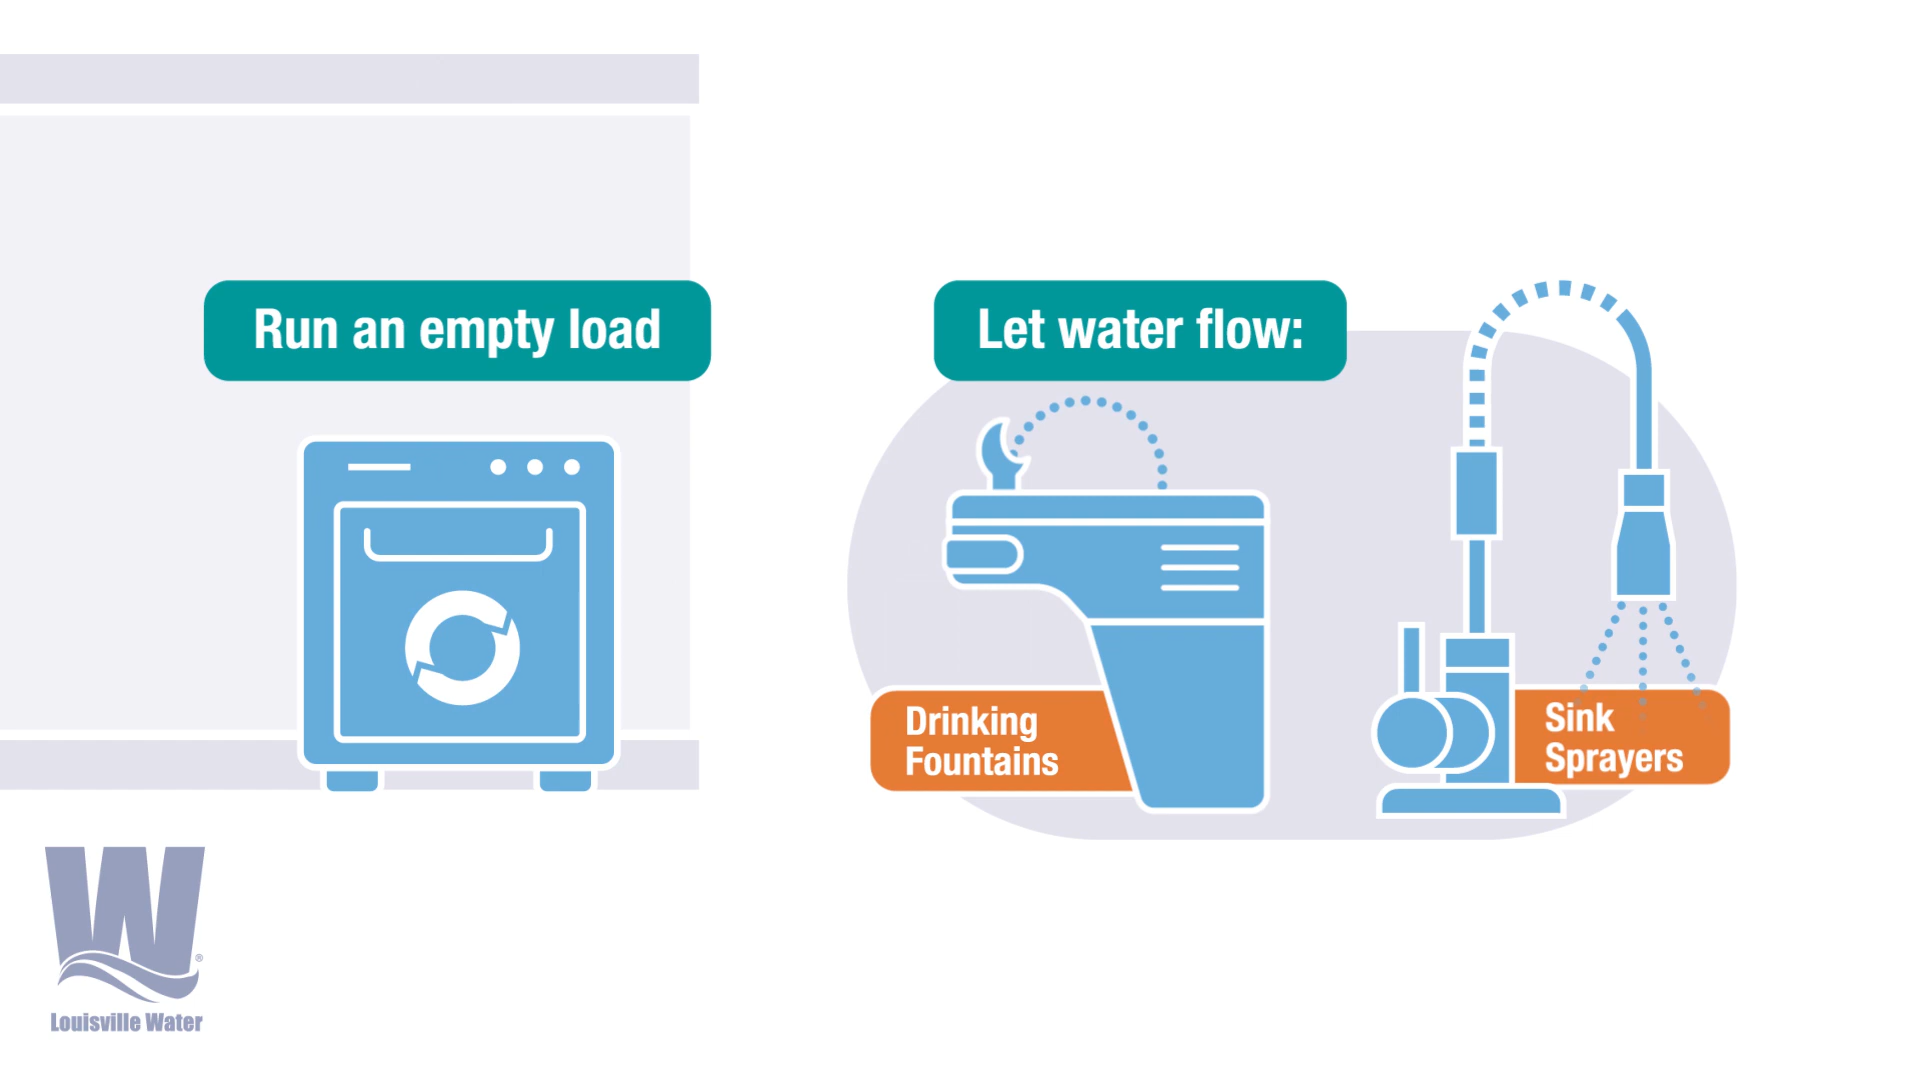 Run an empty load
Let water flow:
Drinking
Fountains
Sink
Sprayers
W
®
Louisville Water